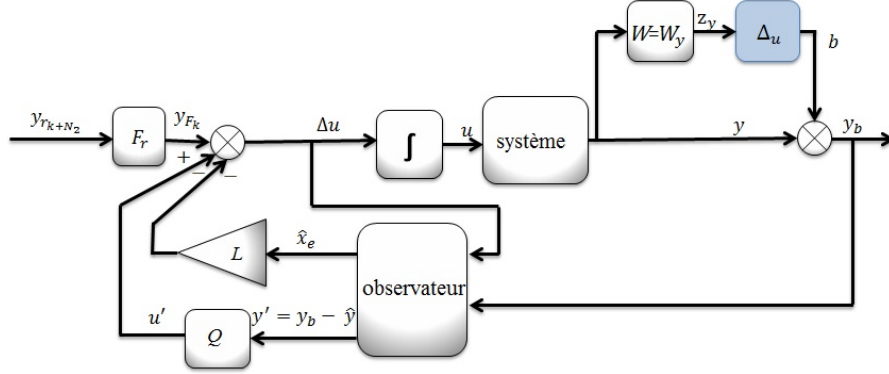 W=W_y
z_y
Δ_u
b
y_{r_{k+N_2}}
F_r
y_{F_k}
+
−
−
Δu
∫
u
système
y
y_b
L
x̂_e
observateur
u′
Q
y′ = y_b − ŷ